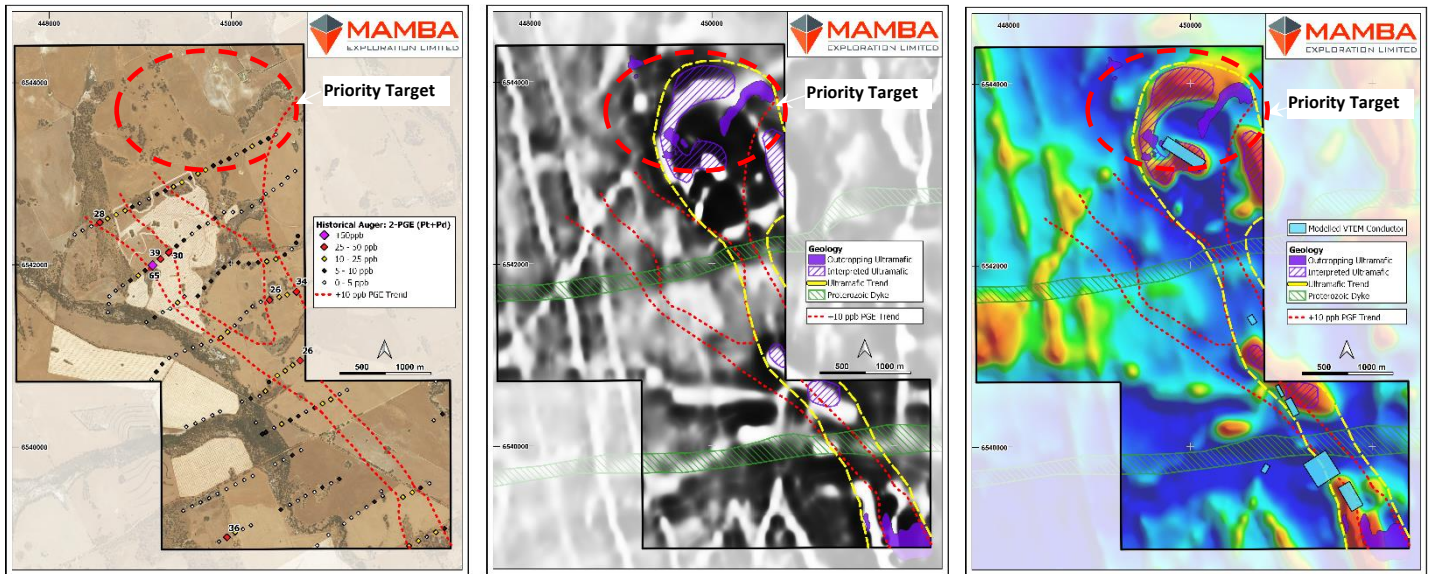 448000
450000
MAMBA
EXPLORATION LIMITED
6544000
Priority Target
28
39
30
65
Historical Auger: 2-PGE (Pt+Pd)
+50ppb
25 - 50 ppb
10 - 25 ppb
5 - 10 ppb
0 - 5 ppb
+10 ppb PGE Trend
6542000
26
34
26
500 1000 m
6540000
36
448000
450000
MAMBA
EXPLORATION LIMITED
6544000
Priority Target
6542000
Geology
Outcropping Ultramafic
Interpreted Ultramafic
Ultramafic Trend
Proterozoic Dyke
+10 ppb PGE Trend
500 1000 m
6540000
448000
450000
MAMBA
EXPLORATION LIMITED
6544000
Priority Target
6542000
Modelled VTEM Conductor
Geology
Outcropping Ultramafic
Interpreted Ultramafic
Ultramafic Trend
Proterozoic Dyke
+10 ppb PGE Trend
500 1000 m
6540000